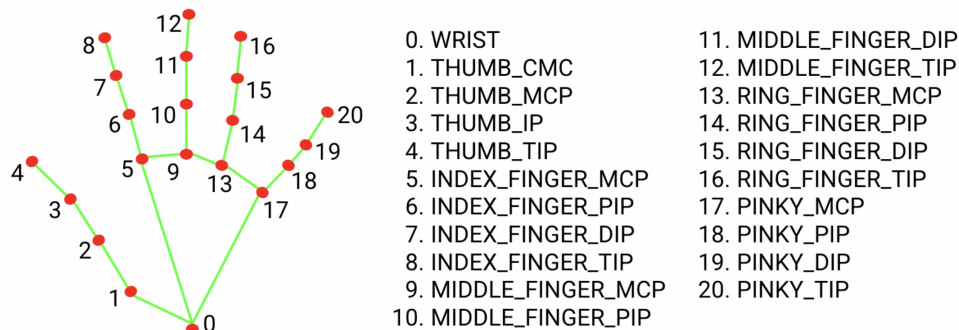 12
8
16
11
7
15
10
6
14
20
5
9
13
19
18
4
17
3
2
1
0
0. WRIST
1. THUMB_CMC
2. THUMB_MCP
3. THUMB_IP
4. THUMB_TIP
5. INDEX_FINGER_MCP
6. INDEX_FINGER_PIP
7. INDEX_FINGER_DIP
8. INDEX_FINGER_TIP
9. MIDDLE_FINGER_MCP
10. MIDDLE_FINGER_PIP
11. MIDDLE_FINGER_DIP
12. MIDDLE_FINGER_TIP
13. RING_FINGER_MCP
14. RING_FINGER_PIP
15. RING_FINGER_DIP
16. RING_FINGER_TIP
17. PINKY_MCP
18. PINKY_PIP
19. PINKY_DIP
20. PINKY_TIP